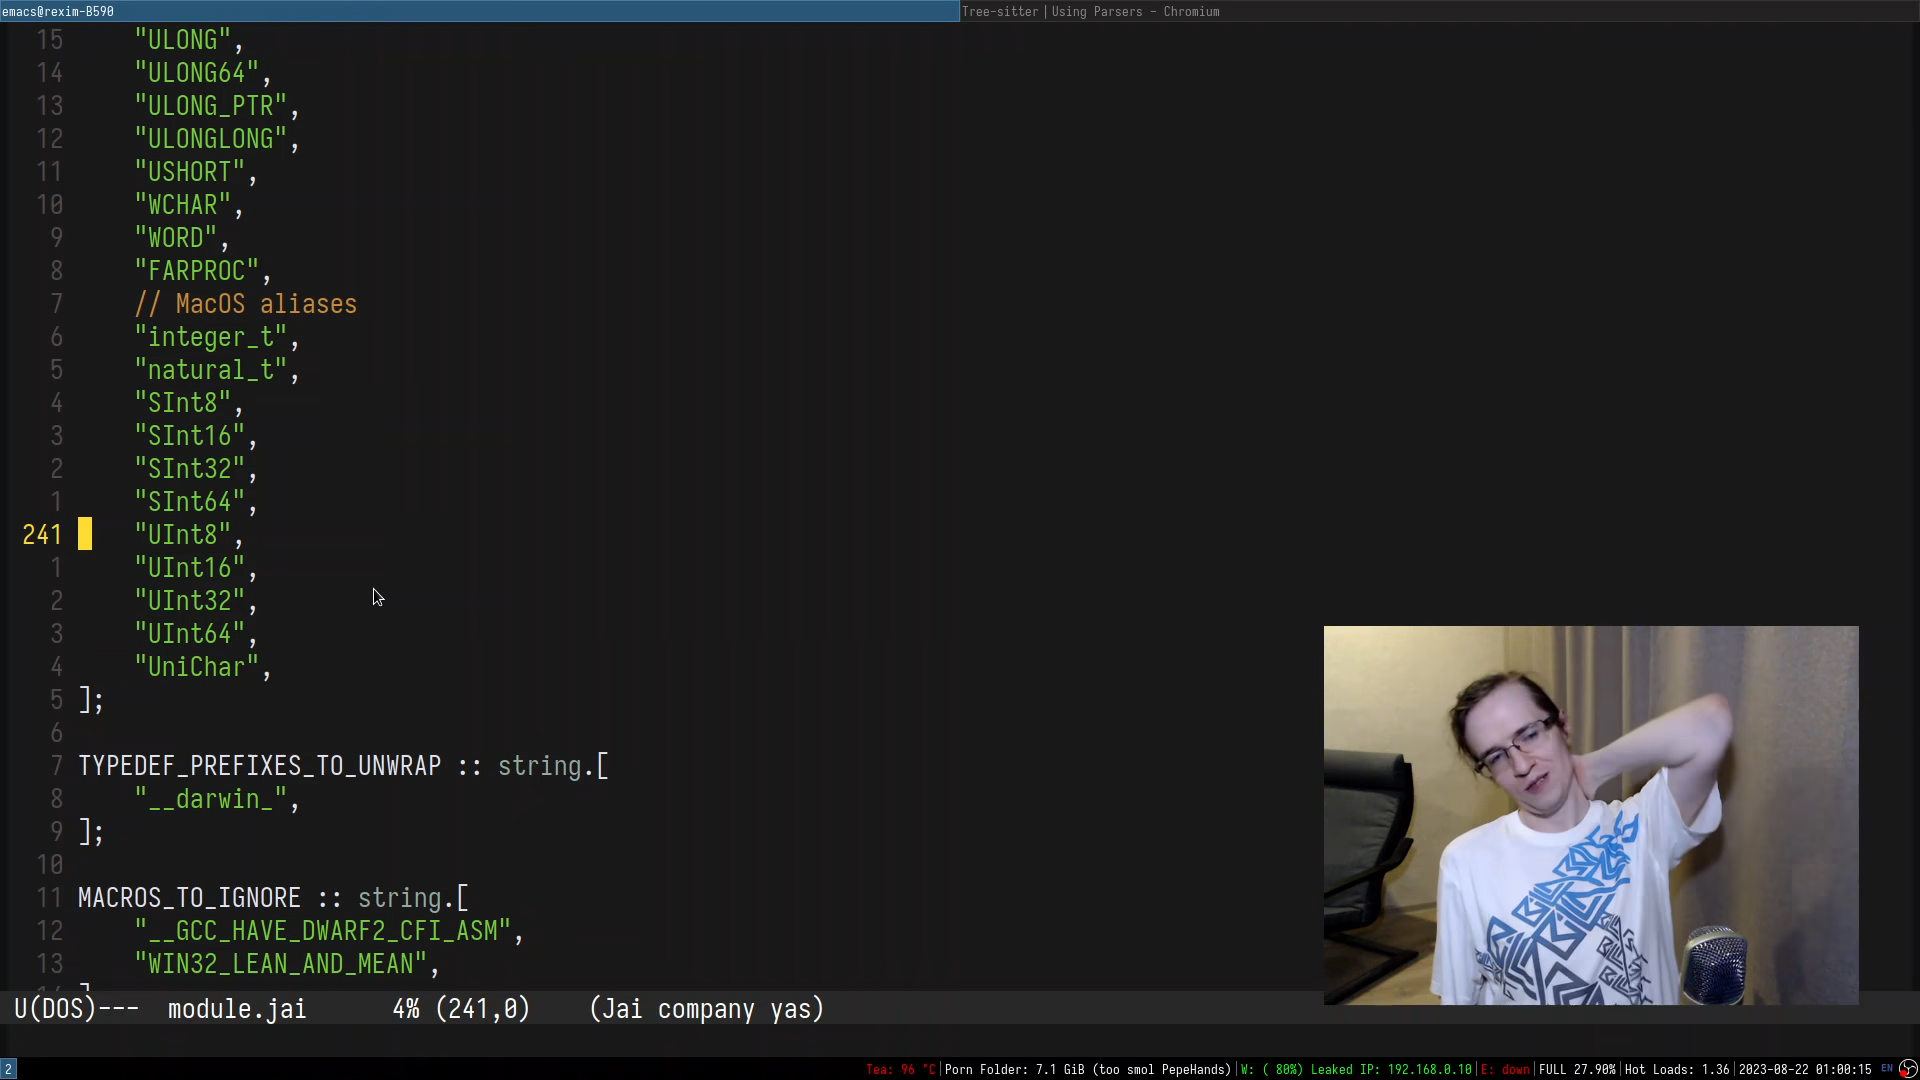 emacs@rexim-B590
Tree-sitter|Using Parsers - Chromium
15 "ULONG",
14 "ULONG64",
13 "ULONG_PTR",
12 "ULONGLONG",
11 "USHORT",
10 "WCHAR",
9 "WORD",
8 "FARPROC",
7 // MacOS aliases
6 "integer_t",
5 "natural_t",
4 "SInt8",
3 "SInt16",
2 "SInt32",
1 "SInt64",
241 "UInt8",
1 "UInt16",
2 "UInt32",
3 "UInt64",
4 "UniChar",
5 ];
6
7 TYPEDEF_PREFIXES_TO_UNWRAP :: string.[
8 "__darwin_",
9 ];
10
11 MACROS_TO_IGNORE :: string.[
12 "__GCC_HAVE_DWARF2_CFI_ASM",
13 "WIN32_LEAN_AND_MEAN",
U(DOS)--- module.jai 4% (241,0) (Jai company yas)
2 Tea: 96 °C|Porn Folder: 7.1 GiB (too smol PepeHands)|W: ( 80%) Leaked IP: 192.168.0.10|E: down|FULL 27.90%|Hot Loads: 1.36|2023-08-22 01:00:15 EN